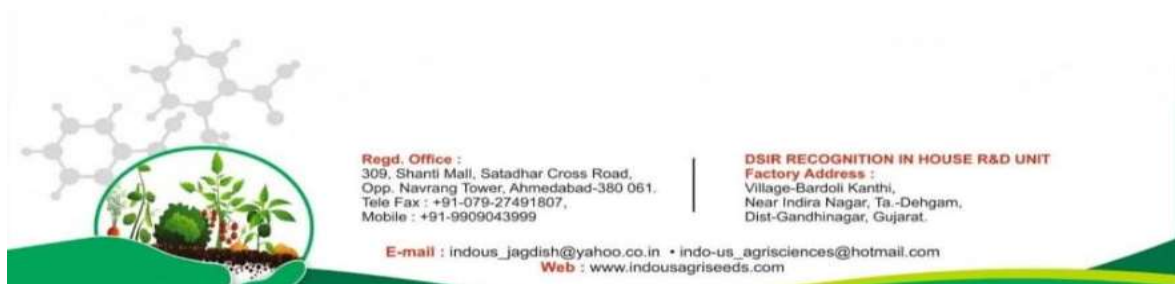 Regd. Office :
309, Shanti Mall, Satadhar Cross Road,
Opp. Navrang Tower, Ahmedabad-380 061.
Tele Fax : +91-079-27491807,
Mobile : +91-9909043999
DSIR RECOGNITION IN HOUSE R&D UNIT
Factory Address :
Village-Bardoli Kanthi,
Near Indira Nagar, Ta.-Dehgam,
Dist-Gandhinagar, Gujarat.
E-mail : indous_jagdish@yahoo.co.in • indo-us_agrisciences@hotmail.com
Web : www.indousagriseeds.com